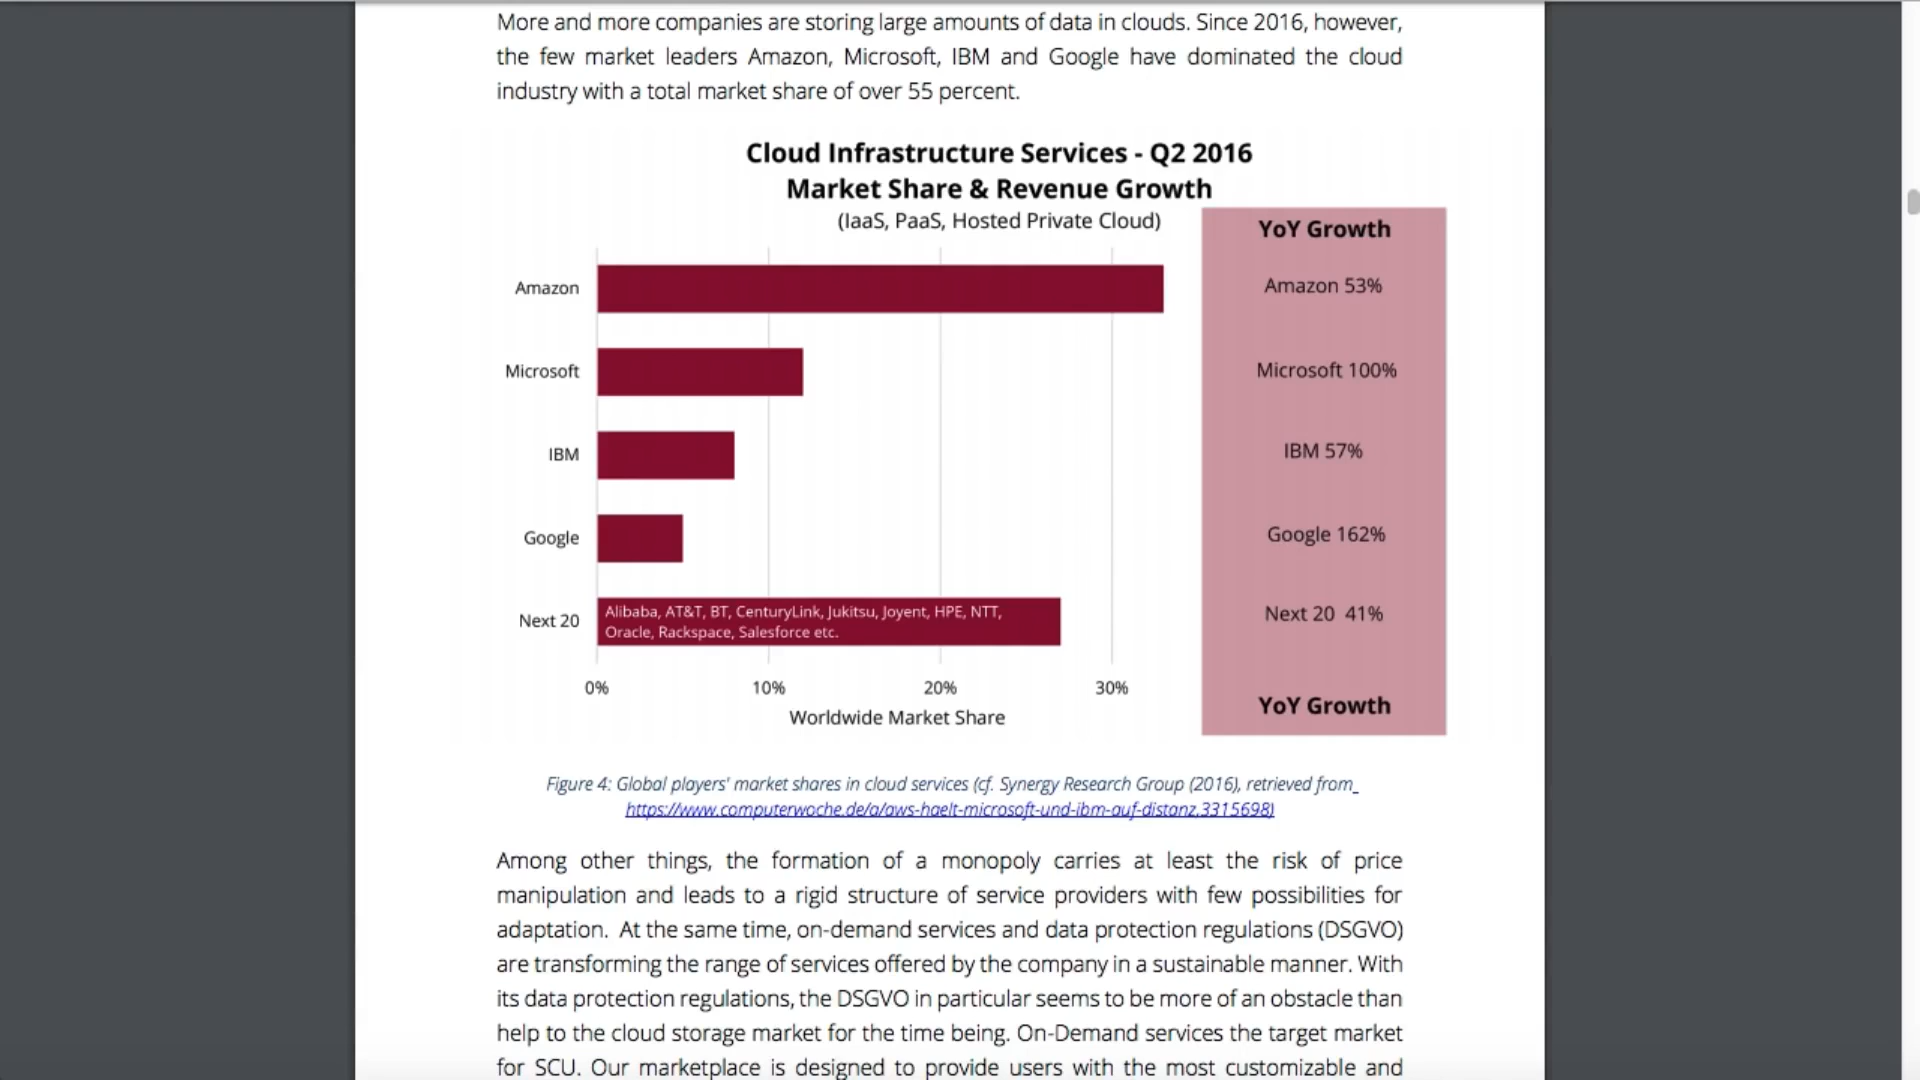 More and more companies are storing large amounts of data in clouds. Since 2016, however,
the few market leaders Amazon, Microsoft, IBM and Google have dominated the cloud
industry with a total market share of over 55 percent.
Cloud Infrastructure Services - Q2 2016
Market Share & Revenue Growth
(IaaS, PaaS, Hosted Private Cloud)
YoY Growth
Amazon
Amazon 53%
Microsoft
Microsoft 100%
IBM
IBM 57%
Google
Google 162%
Next 20
Alibaba, AT&T, BT, CenturyLink, Jukitsu, Joyent, HPE, NTT,
Oracle, Rackspace, Salesforce etc.
Next 20 41%
0% 10% 20% 30%
Worldwide Market Share
YoY Growth
Figure 4: Global players' market shares in cloud services (cf. Synergy Research Group (2016), retrieved from_
https://www.computerwoche.de/a/aws-haelt-microsoft-und-ibm-auf-distanz,3315698)
Among other things, the formation of a monopoly carries at least the risk of price
manipulation and leads to a rigid structure of service providers with few possibilities for
adaptation. At the same time, on-demand services and data protection regulations (DSGVO)
are transforming the range of services offered by the company in a sustainable manner. With
its data protection regulations, the DSGVO in particular seems to be more of an obstacle than
help to the cloud storage market for the time being. On-Demand services the target market
for SCU. Our marketplace is designed to provide users with the most customizable and